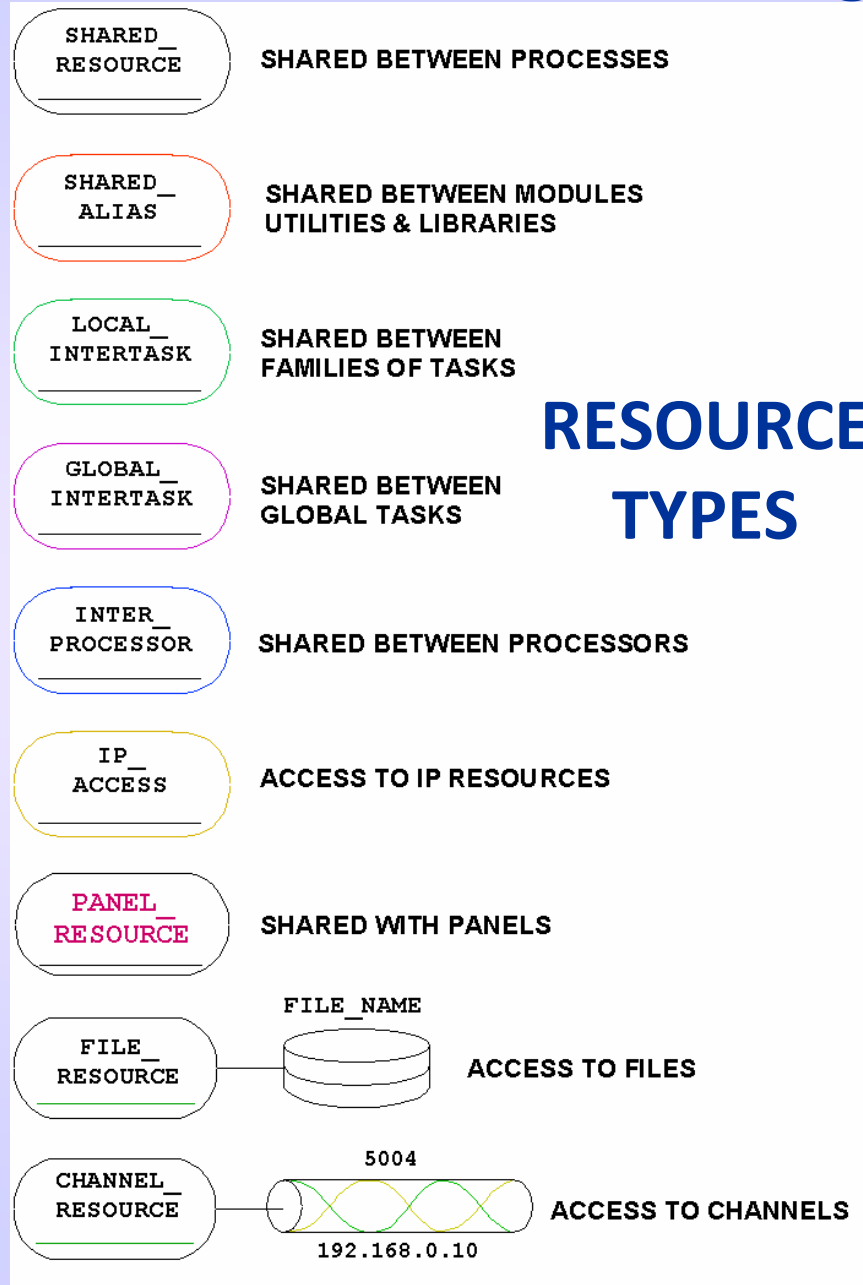 SHARED_
RESOURCE
SHARED BETWEEN PROCESSES
SHARED_
ALIAS
SHARED BETWEEN MODULES
UTILITIES & LIBRARIES
LOCAL_
INTERTASK
SHARED BETWEEN
FAMILIES OF TASKS
RESOURCE
TYPES
GLOBAL_
INTERTASK
SHARED BETWEEN
GLOBAL TASKS
INTER_
PROCESSOR
SHARED BETWEEN PROCESSORS
IP_
ACCESS
ACCESS TO IP RESOURCES
PANEL_
RESOURCE
SHARED WITH PANELS
FILE_
RESOURCE
FILE_NAME
ACCESS TO FILES
CHANNEL_
RESOURCE
5004
192.168.0.10
ACCESS TO CHANNELS